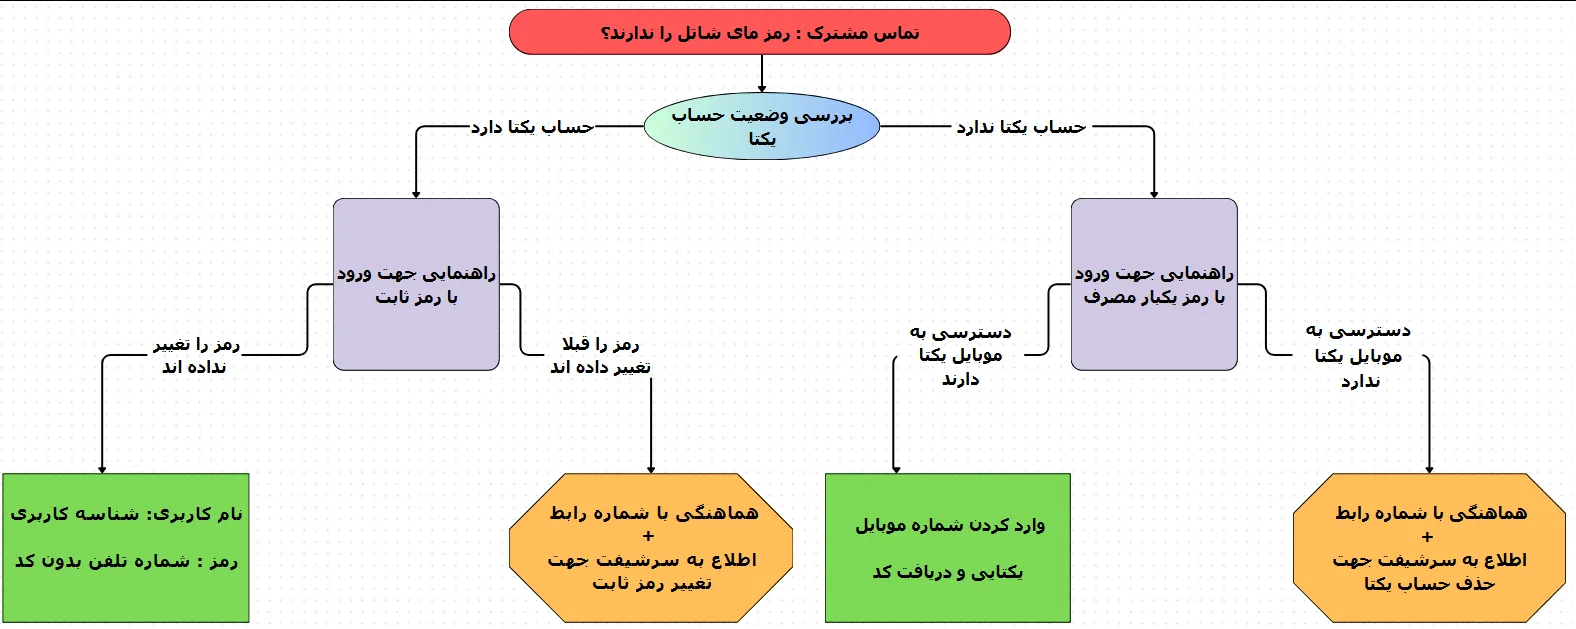 تماس مشترک : رمز مای شاتل را ندارند؟
بررسی وضعیت حساب
یکتا
حساب یکتا ندارد
حساب یکتا دارد
راهنمایی جهت ورود
با رمز یکبار مصرف
راهنمایی جهت ورود
با رمز ثابت
دسترسی به
موبایل یکتا
ندارد
دسترسی به
موبایل یکتا
دارند
رمز را قبلا
تغییر داده اند
رمز را تغییر
نداده اند
هماهنگی با شماره رابط
+
اطلاع به سرشیفت جهت
حذف حساب یکتا
وارد کردن شماره موبایل
یکتایی و دریافت کد
هماهنگی با شماره رابط
+
اطلاع به سرشیفت جهت
تغییر رمز ثابت
نام کاربری: شناسه کاربری
رمز : شماره تلفن بدون کد